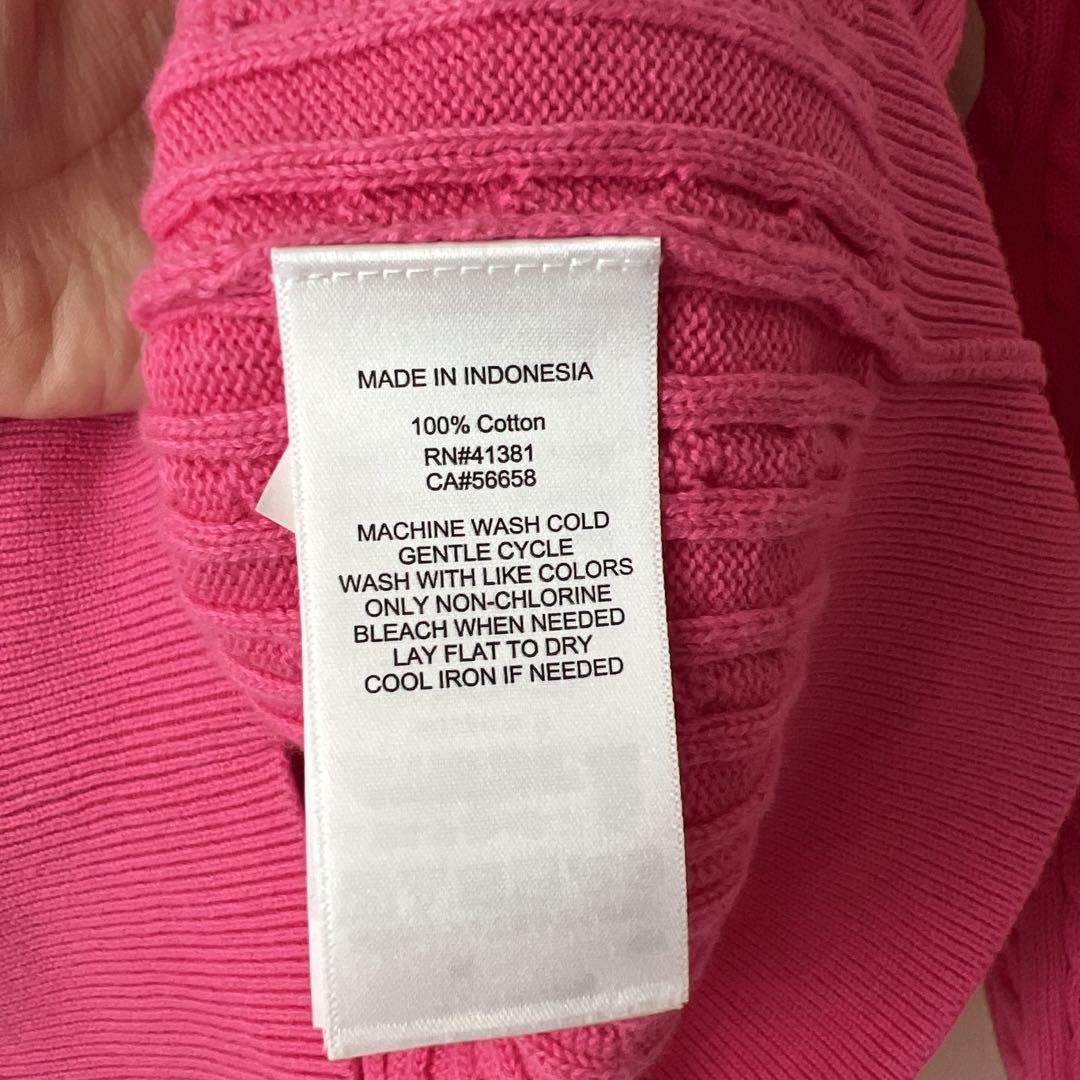 MADE IN INDONESIA
100% Cotton
RN#41381
CA#56658
MACHINE WASH COLD
GENTLE CYCLE
WASH WITH LIKE COLORS
ONLY NON-CHLORINE
BLEACH WHEN NEEDED
LAY FLAT TO DRY
COOL IRON IF NEEDED